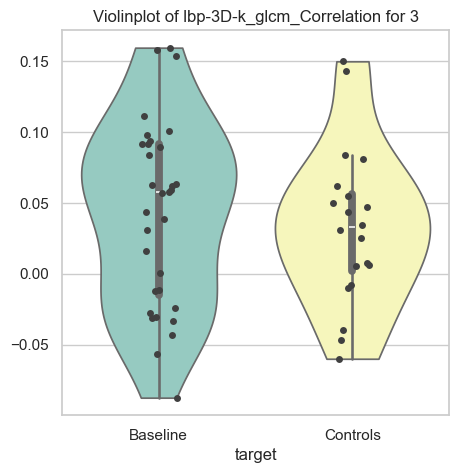 Violinplot of lbp-3D-k_glcm_Correlation for 3
0.15
0.10
0.05
0.00
−0.05
Baseline
Controls
target